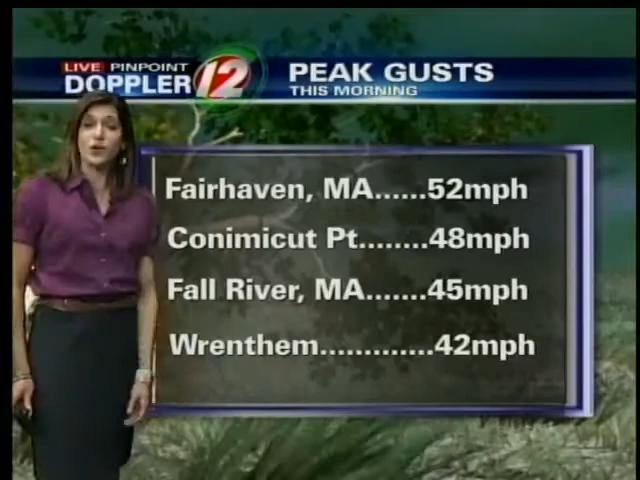 LIVE PINPOINT
DOPPLER 12
PEAK GUSTS
THIS MORNING
Fairhaven, MA......52mph
Conimicut Pt........48mph
Fall River, MA.......45mph
Wrenthem.............42mph